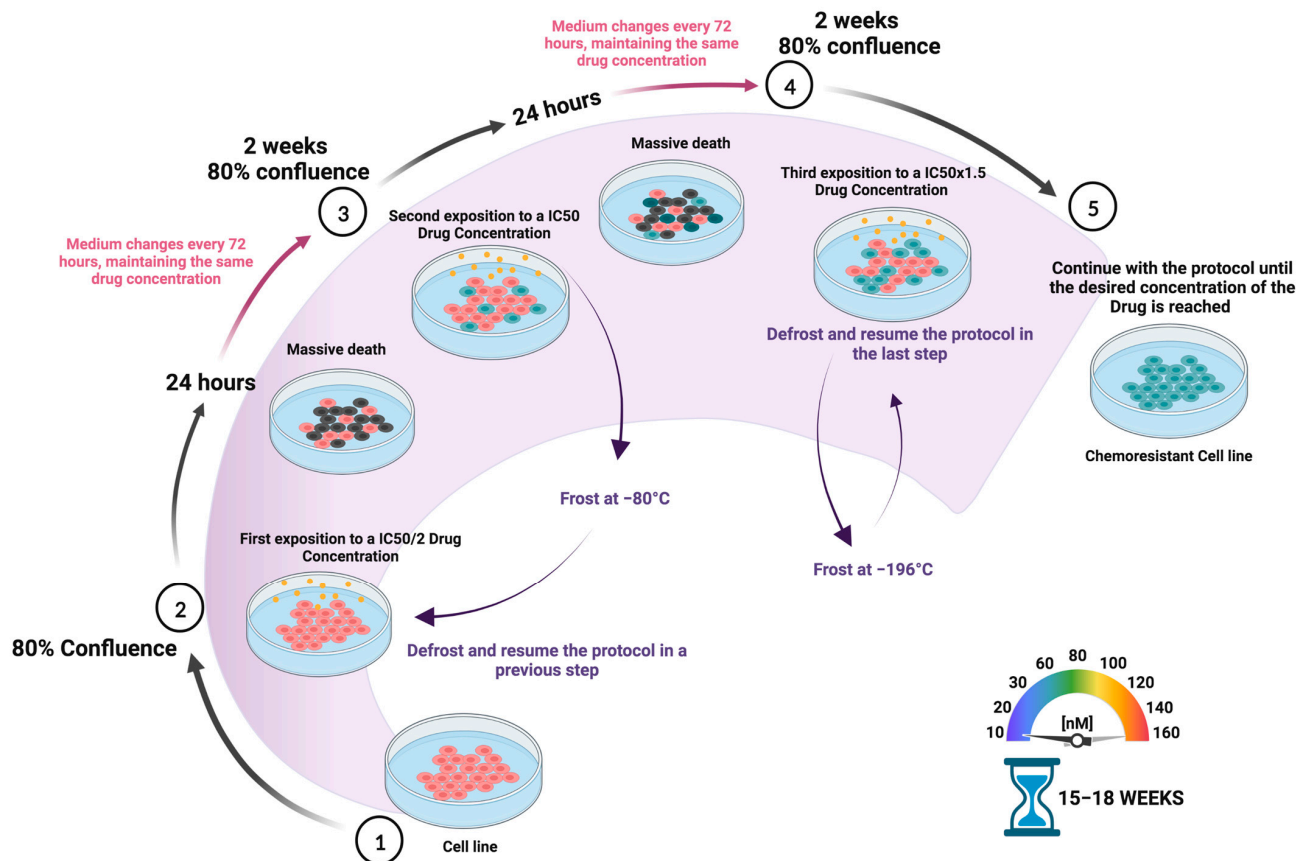 Medium changes every 72
hours, maintaining the same
drug concentration
2 weeks
80% confluence
4
24 hours
Massive death
2 weeks
80% confluence
3
Third exposition to a IC50x1.5
Drug Concentration
5
Second exposition to a IC50
Drug Concentration
Medium changes every 72
hours, maintaining the same
drug concentration
Continue with the protocol until
the desired concentration of the
Drug is reached
Defrost and resume the protocol in
the last step
Massive death
24 hours
Chemoresistant Cell line
Frost at −80°C
First exposition to a IC50/2 Drug
Concentration
Frost at −196°C
2
80% Confluence
Defrost and resume the protocol in a
previous step
10
20
30
60
80
100
120
140
160
[nM]
15–18 WEEKS
1
Cell line